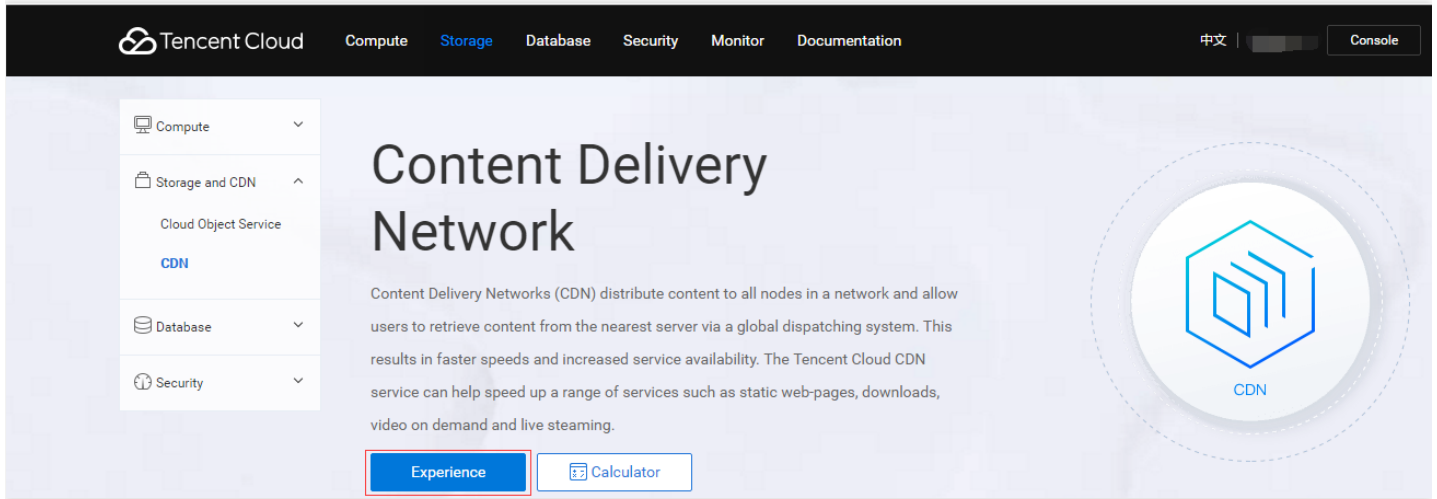 Tencent Cloud Compute Storage Database Security Monitor Documentation 中文 Console
Compute
Storage and CDN
Cloud Object Service
CDN
Database
Security
Content Delivery
Network
Content Delivery Networks (CDN) distribute content to all nodes in a network and allow
users to retrieve content from the nearest server via a global dispatching system. This
results in faster speeds and increased service availability. The Tencent Cloud CDN
service can help speed up a range of services such as static web-pages, downloads,
video on demand and live steaming.
Experience Calculator
CDN